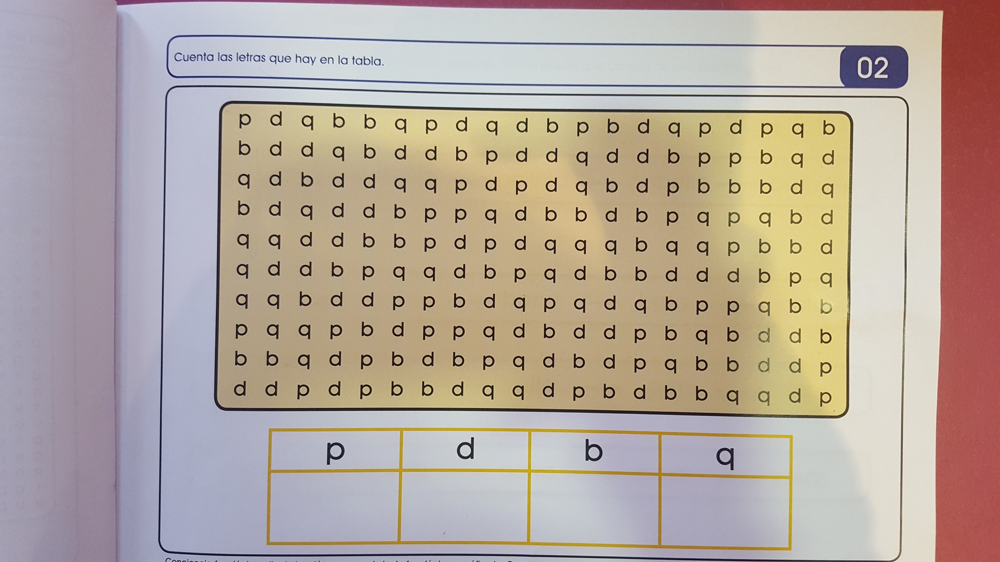 Cuenta las letras que hay en la tabla.
02
p d q b b q p d q d b p b d q p d p q b
b d d q b d d b p d d q d d b p p b q d
q d b d d q q p d p d q b d p b b b d q
b d q d d b p p q d b b d b p q p q b d
q q d d b b p d p d q q q b q q p b b d
q d d b p q q d b p q d b b d d d b p q
q q b d d p p b d q p q d q b p p q b b
p q q p b d p p q d b d d p b q b d d b
b b q d p b d b p q d b d p q b b d d p
d d p d p b b d q q d p b d b b q q d p
p d b q